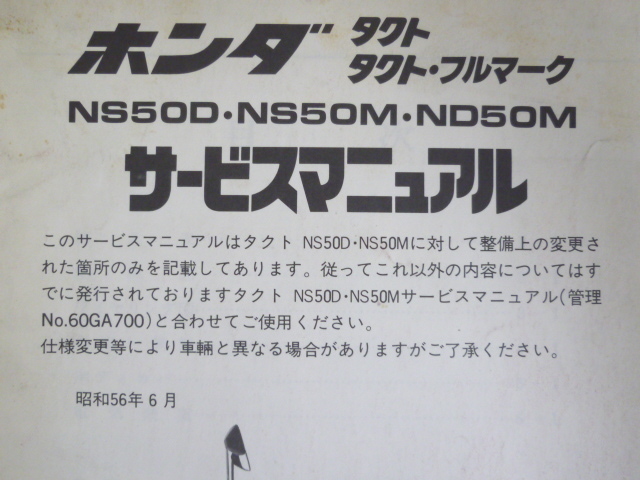 ホンダ タクト
タクト・フルマーク
NS50D・NS50M・ND50M
サービスマニュアル
このサービスマニュアルはタクト NS50D・NS50Mに対して整備上の変更さ
れた箇所のみを記載してあります。従ってこれ以外の内容についてはす
でに発行されておりますタクト NS50D・NS50Mサービスマニュアル(管理
No.60GA700)と合わせてご使用ください。
仕様変更等により車輛と異なる場合がありますがご了承ください。
昭和56年6月